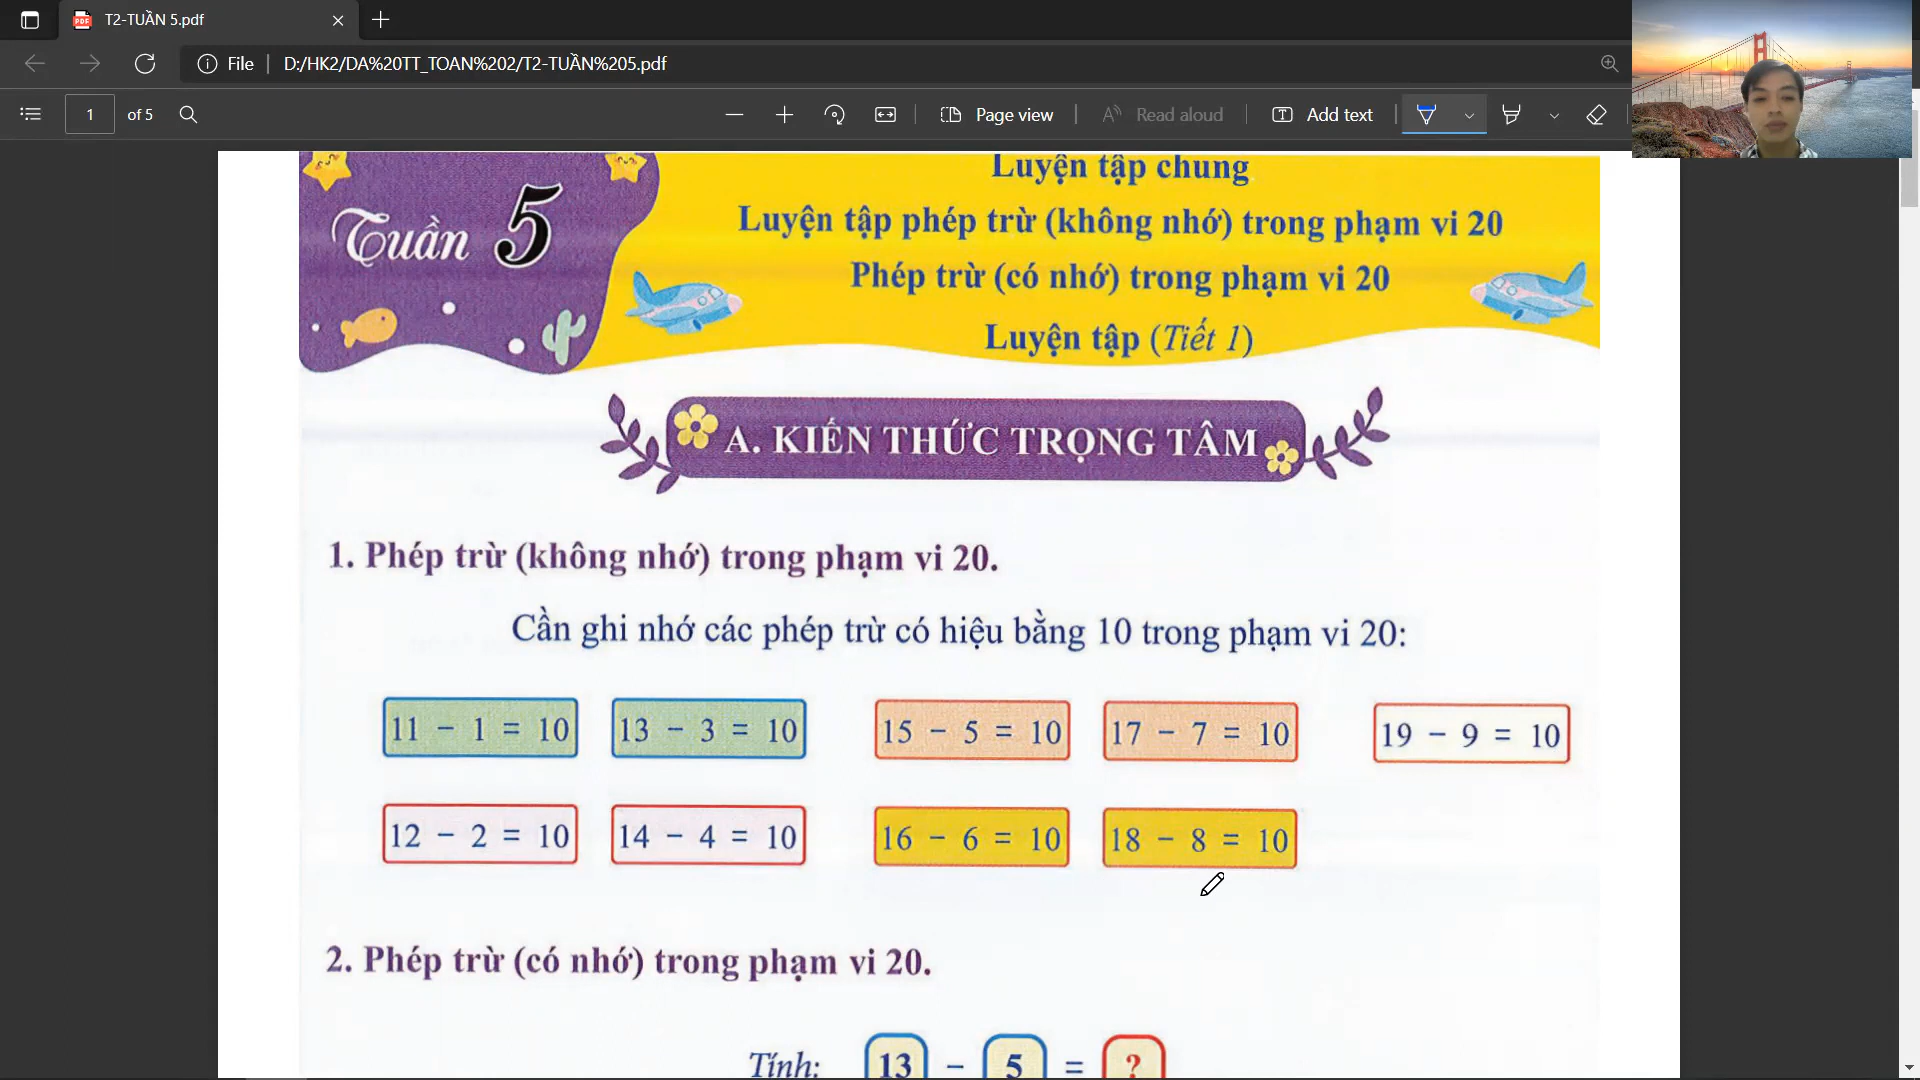 T2-TUẦN 5.pdf
File
D:/HK2/DA%20TT_TOAN%202/T2-TUẦN%205.pdf
1 of 5
Page view
Read aloud
Add text
Luyện tập chung
Tuần 5
Luyện tập phép trừ (không nhớ) trong phạm vi 20
Phép trừ (có nhớ) trong phạm vi 20
Luyện tập (Tiết 1)
A. KIẾN THỨC TRỌNG TÂM
1. Phép trừ (không nhớ) trong phạm vi 20.
Cần ghi nhớ các phép trừ có hiệu bằng 10 trong phạm vi 20:
11 − 1 = 10 13 − 3 = 10 15 − 5 = 10 17 − 7 = 10 19 − 9 = 10
12 − 2 = 10 14 − 4 = 10 16 − 6 = 10 18 − 8 = 10
2. Phép trừ (có nhớ) trong phạm vi 20.
Tính: 13 − 5 = ?